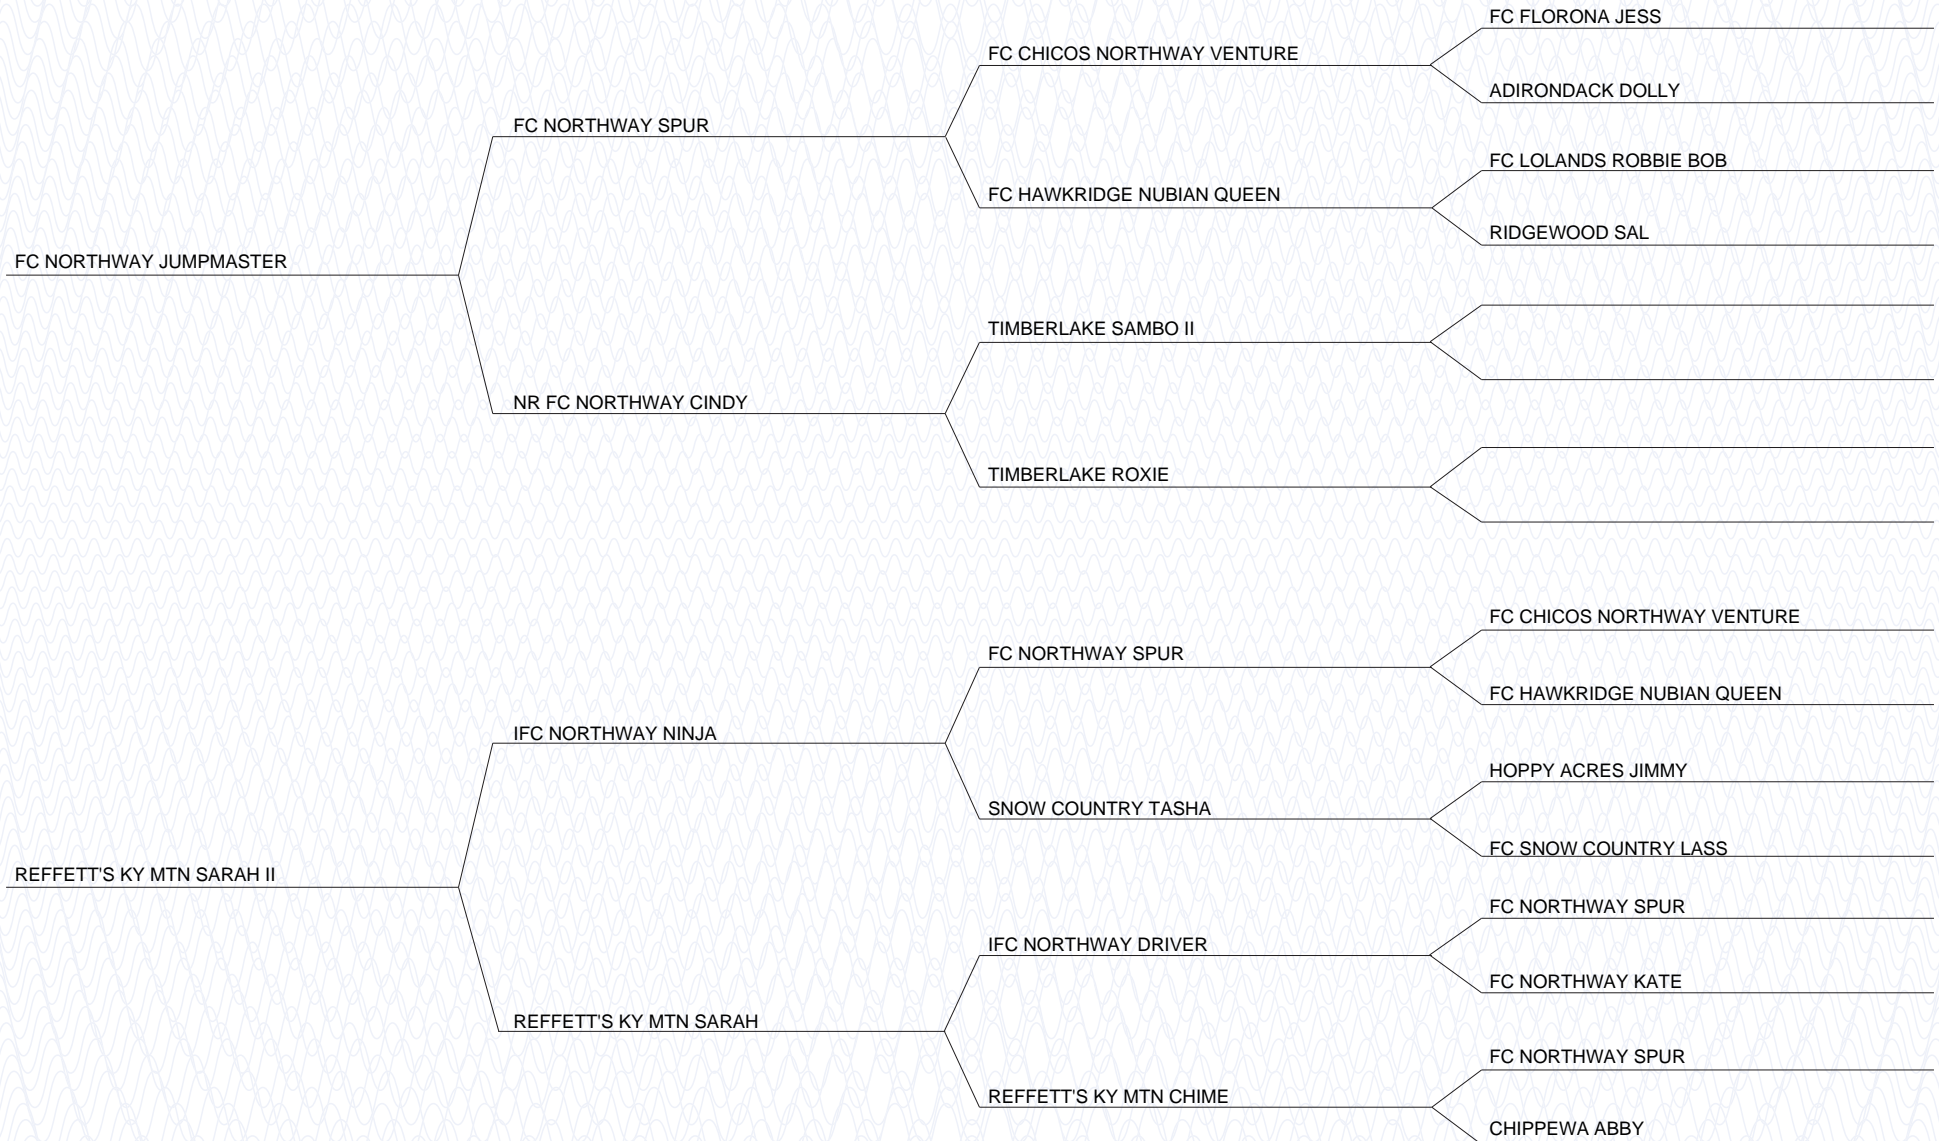 FC FLORONA JESS
FC CHICOS NORTHWAY VENTURE
ADIRONDACK DOLLY
FC NORTHWAY SPUR
FC LOLANDS ROBBIE BOB
FC HAWKRIDGE NUBIAN QUEEN
RIDGEWOOD SAL
FC NORTHWAY JUMPMASTER
TIMBERLAKE SAMBO II
NR FC NORTHWAY CINDY
TIMBERLAKE ROXIE
FC CHICOS NORTHWAY VENTURE
FC NORTHWAY SPUR
FC HAWKRIDGE NUBIAN QUEEN
IFC NORTHWAY NINJA
HOPPY ACRES JIMMY
SNOW COUNTRY TASHA
FC SNOW COUNTRY LASS
REFFETT'S KY MTN SARAH II
FC NORTHWAY SPUR
IFC NORTHWAY DRIVER
FC NORTHWAY KATE
REFFETT'S KY MTN SARAH
FC NORTHWAY SPUR
REFFETT'S KY MTN CHIME
CHIPPEWA ABBY